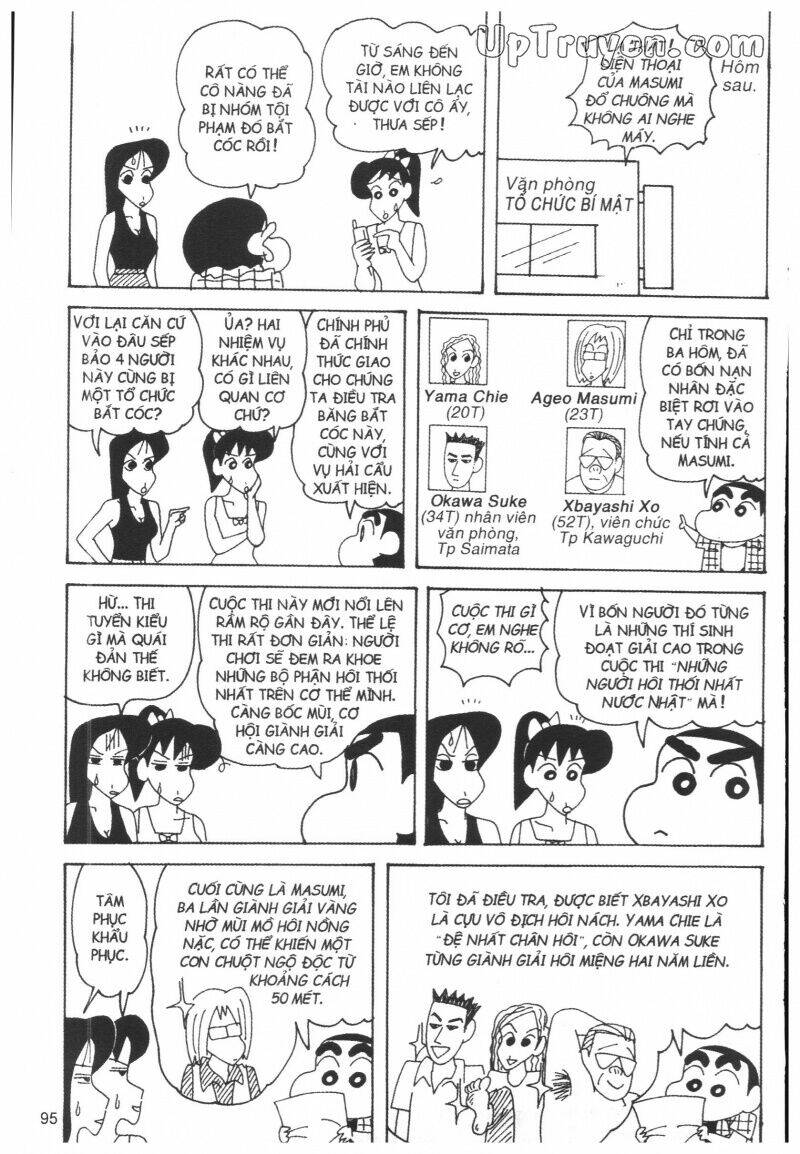 UpTruyen.com
Hôm
sau.
ĐIỆN THOẠI
CỦA MASUMI
ĐỔ CHUÔNG MÀ
KHÔNG AI NGHE
MÁY.
Văn phòng
TỔ CHỨC BÍ MẬT
TỪ SÁNG ĐẾN
GIỜ, EM KHÔNG
TÀI NÀO LIÊN LẠC
ĐƯỢC VỚI CÔ ẤY,
THƯA SẾP!
RẤT CÓ THỂ
CÔ NÀNG ĐÃ
BỊ NHÓM TỘI
PHẠM ĐÓ BẮT
CÓC RỒI!
CHỈ TRONG
BA HÔM, ĐÃ
CÓ BỐN NẠN
NHÂN ĐẶC
BIỆT RƠI VÀO
TAY CHÚNG,
NẾU TÍNH CẢ
MASUMI.
Yama Chie
(20T)
Ageo Masumi
(23T)
Okawa Suke
(34T) nhân viên
văn phòng,
Tp Saimata
Xbayashi Xo
(52T), viên chức
Tp Kawaguchi
CHÍNH PHỦ
ĐÃ CHÍNH
THỨC GIAO
CHO CHÚNG
TA ĐIỀU TRA
BĂNG BẮT
CÓC NÀY,
CÙNG VỚI
VỤ HẢI CẨU
XUẤT HIỆN.
ỦA? HAI
NHIỆM VỤ
KHÁC NHAU,
CÓ GÌ LIÊN
QUAN CƠ
CHỨ?
VỚI LẠI CĂN CỨ
VÀO ĐÂU SẾP
BẢO 4 NGƯỜI
NÀY CÙNG BỊ
MỘT TỔ CHỨC
BẮT CÓC?
VÌ BỐN NGƯỜI ĐÓ TỪNG
LÀ NHỮNG THÍ SINH
ĐOẠT GIẢI CAO TRONG
CUỘC THI "NHỮNG
NGƯỜI HÔI THỐI NHẤT
NƯỚC NHẬT" MÀ!
CUỘC THI GÌ
CƠ, EM NGHE
KHÔNG RÕ...
CUỘC THI NÀY MỚI NỔI LÊN
RẦM RỘ GẦN ĐÂY. THỂ LỆ
THI RẤT ĐƠN GIẢN: NGƯỜI
CHƠI SẼ ĐEM RA KHOE
NHỮNG BỘ PHẬN HÔI THỐI
NHẤT TRÊN CƠ THỂ MÌNH.
CÀNG BỐC MÙI, CƠ
HỘI GIÀNH GIẢI
CÀNG CAO.
HỪ... THI
TUYỂN KIỂU
GÌ MÀ QUÁI
ĐẢN THẾ
KHÔNG BIẾT.
TÔI ĐÃ ĐIỀU TRA, ĐƯỢC BIẾT XBAYASHI XO
LÀ CỰU VÔ ĐỊCH HÔI NÁCH. YAMA CHIE LÀ
"ĐỆ NHẤT CHÂN HÔI", CÒN OKAWA SUKE
TỪNG GIÀNH GIẢI HÔI MIỆNG HAI NĂM LIỀN.
CUỐI CÙNG LÀ MASUMI,
BA LẦN GIÀNH GIẢI VÀNG
NHỜ MÙI MỒ HÔI NỒNG
NẶC, CÓ THỂ KHIẾN MỘT
CON CHUỘT NGỘ ĐỘC TỪ
KHOẢNG CÁCH
50 MÉT.
TÂM
PHỤC
KHẨU
PHỤC.
95